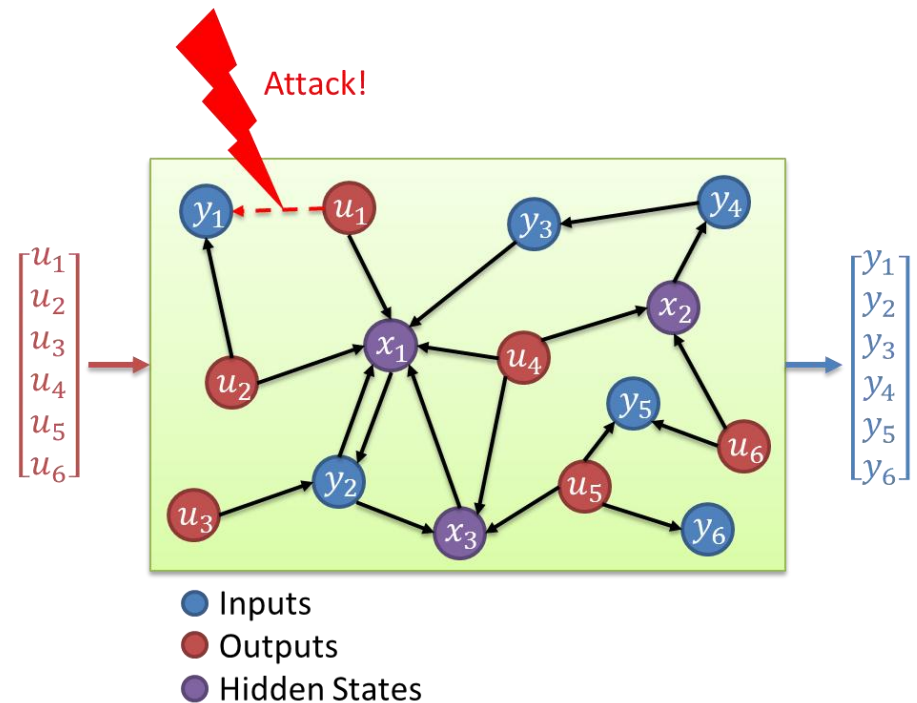 Attack!
y₁
u₁
y₃
y₄
x₂
x₁
u₄
u₂
y₅
u₆
y₂
u₅
u₃
x₃
y₆
u₁
u₂
u₃
u₄
u₅
u₆
y₁
y₂
y₃
y₄
y₅
y₆
Inputs
Outputs
Hidden States